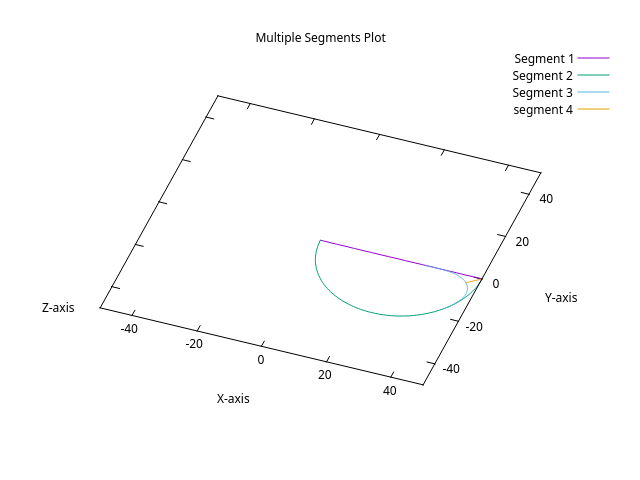 Multiple Segments Plot
Segment 1
Segment 2
Segment 3
segment 4
40
20
0
-20
-40
Y-axis
Z-axis
-40
-20
0
20
40
X-axis